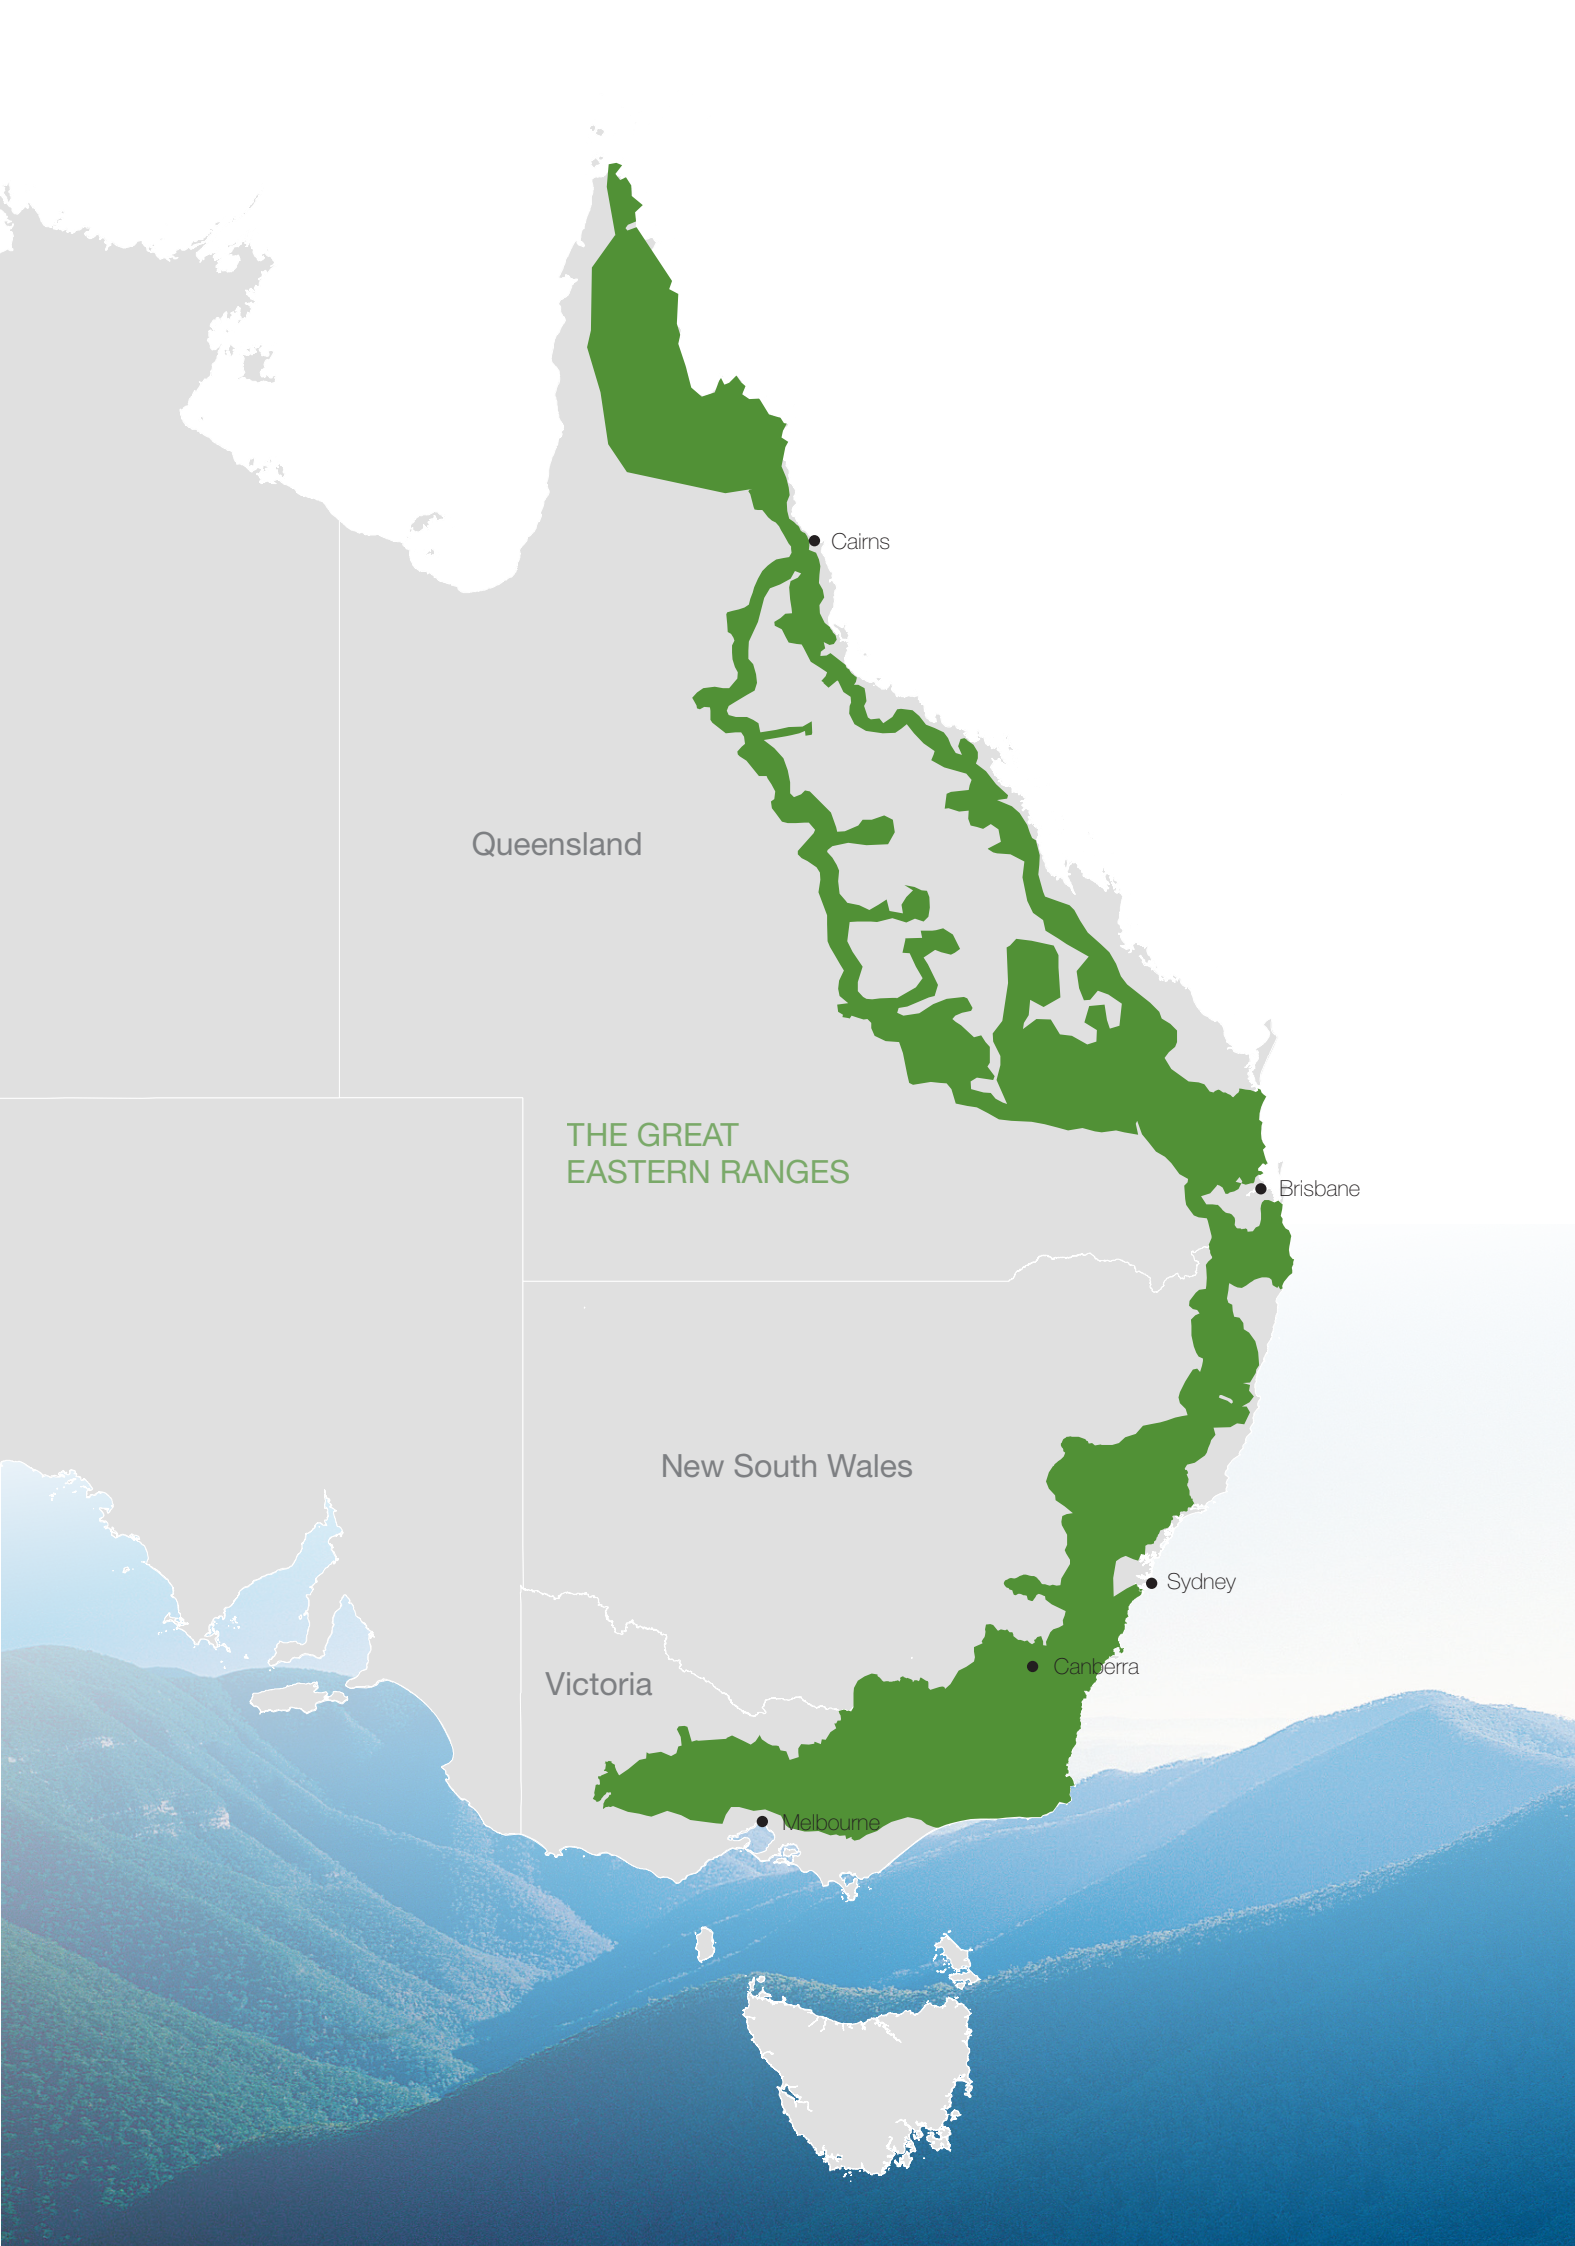 Cairns
Queensland
THE GREAT
EASTERN RANGES
Brisbane
New South Wales
Sydney
Canberra
Victoria
Melbourne